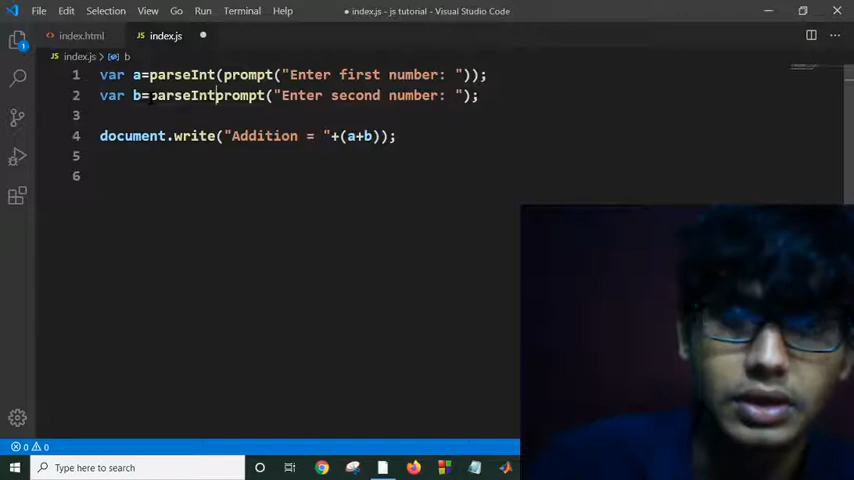 File Edit Selection View Go Run Terminal Help
● index.js - js tutorial - Visual Studio Code
index.html JS index.js
JS index.js > b
1 var a=parseInt(prompt("Enter first number: "));
2 var b=parseIntprompt("Enter second number: ");
3
4 document.write("Addition = "+(a+b));
5
6
1
0 0
Type here to search